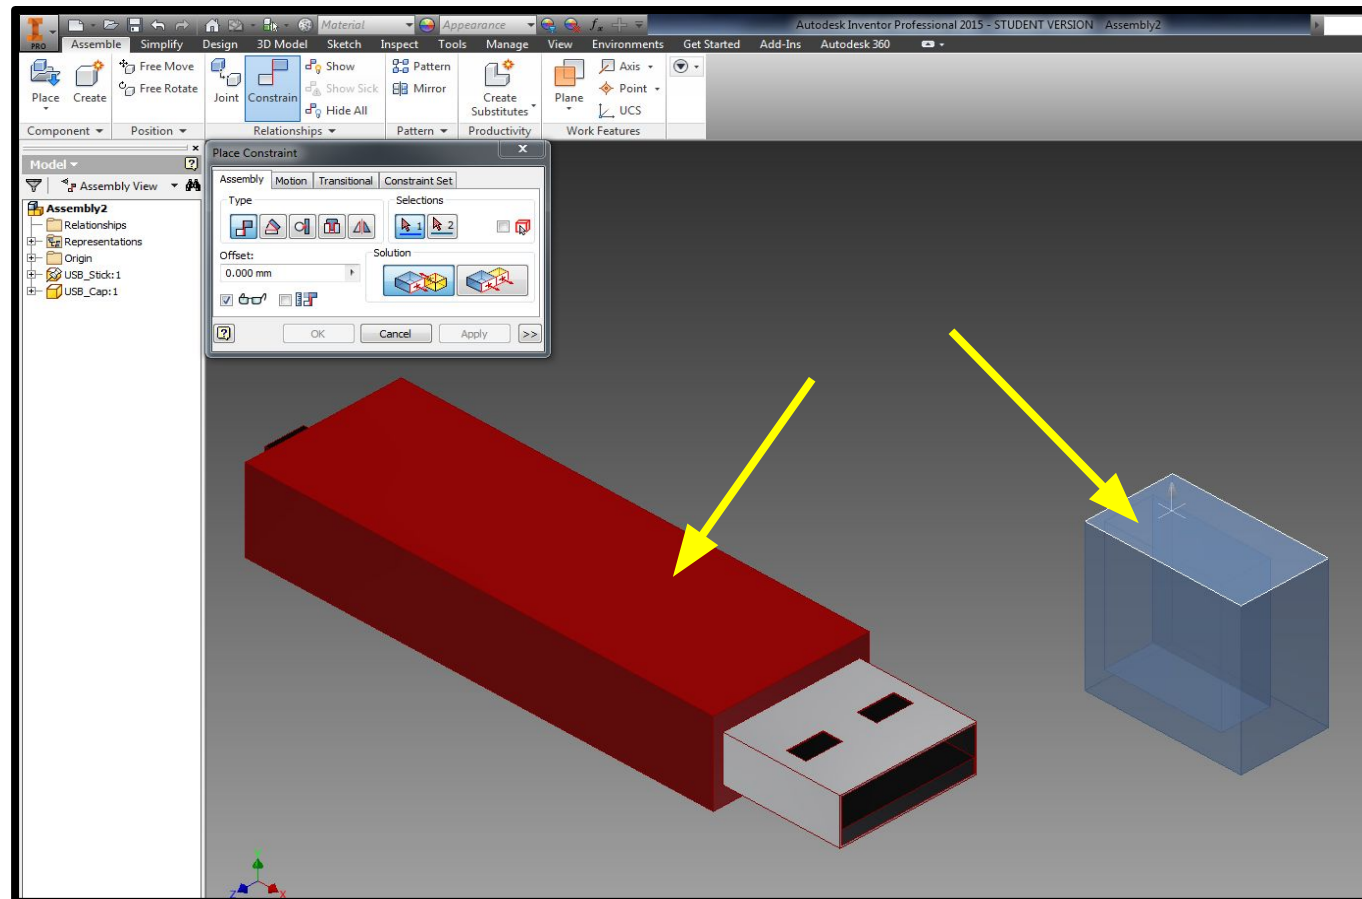 Material
Appearance
Autodesk Inventor Professional 2015 - STUDENT VERSION Assembly2
PRO Assemble Simplify Design 3D Model Sketch Inspect Tools Manage View Environments Get Started Add-Ins Autodesk 360
Place
Create
Free Move
Free Rotate
Joint
Constrain
Show
Show Sick
Hide All
Pattern
Mirror
Create
Substitutes
Plane
Axis
Point
UCS
Component Position Relationships Pattern Productivity Work Features
Model
Assembly View
Assembly2
Relationships
Representations
Origin
USB_Stick:1
USB_Cap:1
Place Constraint
Assembly Motion Transitional Constraint Set
Type
Selections
1 2
Offset:
Solution
0.000 mm
OK Cancel Apply >>
Y
Z X